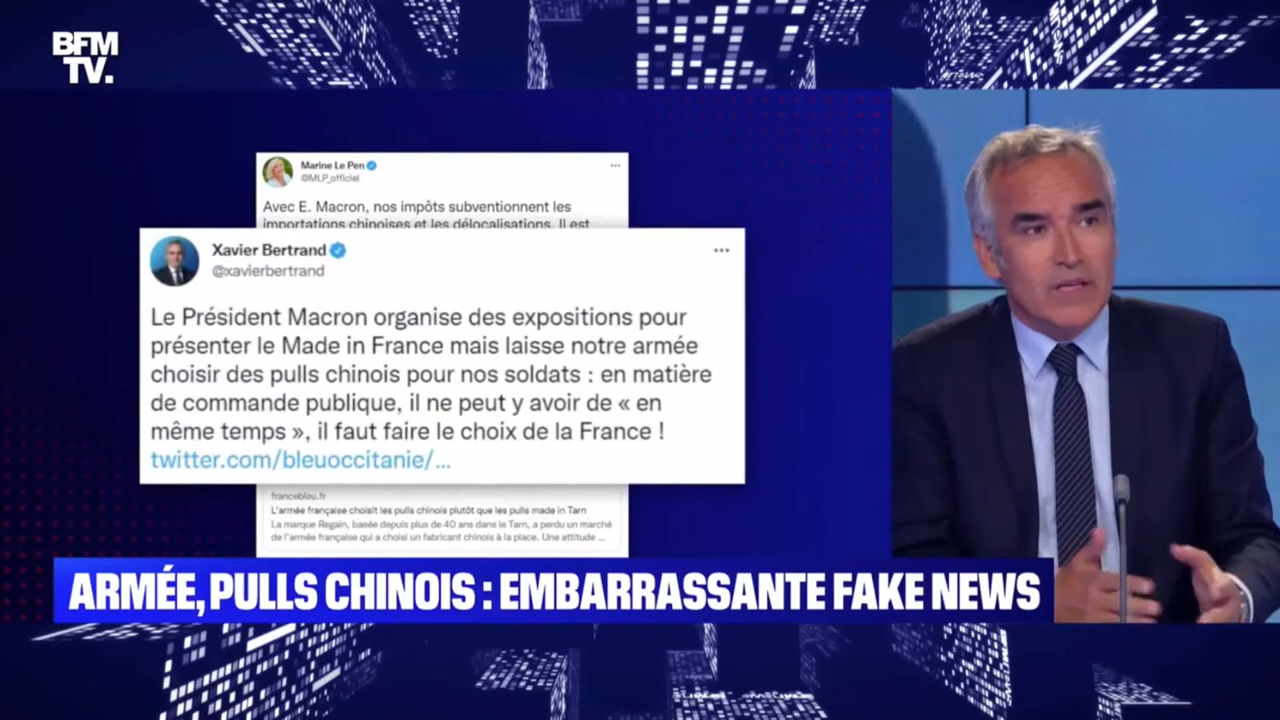 BFM
TV.
Marine Le Pen
@MLP_officiel
Avec E. Macron, nos impôts subventionnent les
importations chinoises et les délocalisations. Il est
Xavier Bertrand
@xavierbertrand
Le Président Macron organise des expositions pour
présenter le Made in France mais laisse notre armée
choisir des pulls chinois pour nos soldats : en matière
de commande publique, il ne peut y avoir de « en
même temps », il faut faire le choix de la France !
twitter.com/bleuoccitanie/...
francebleu.fr
L'armée française choisit les pulls chinois plutôt que les pulls made in Tarn
La marque Regain, basée depuis plus de 40 ans dans le Tarn, a perdu un marché
de l'armée française qui a choisi un fabricant chinois à la place. Une attitude ...
ARMÉE, PULLS CHINOIS : EMBARRASSANTE FAKE NEWS